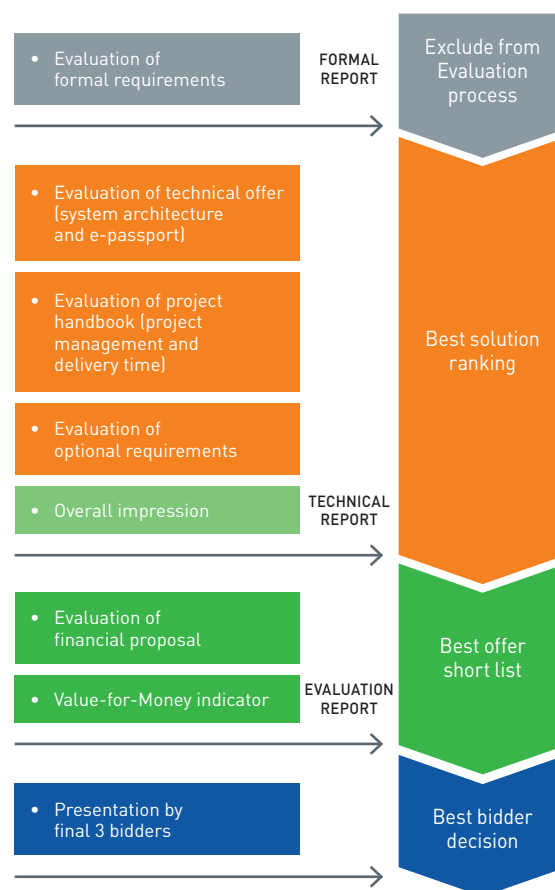 • Evaluation of
formal requirements
FORMAL
REPORT
Exclude from
Evaluation
process
• Evaluation of technical offer
(system architecture
and e-passport)
• Evaluation of project
handbook (project
management and
delivery time)
• Evaluation of
optional requirements
• Overall impression
TECHNICAL
REPORT
Best solution
ranking
• Evaluation of
financial proposal
• Value-for-Money indicator
EVALUATION
REPORT
Best offer
short list
• Presentation by
final 3 bidders
Best bidder
decision